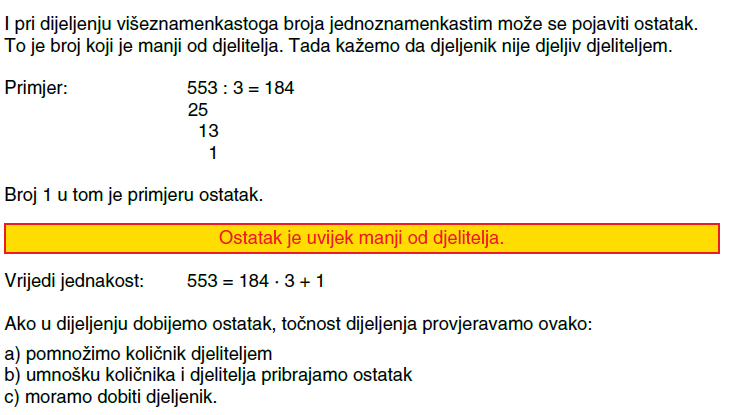 I pri dijeljenju višeznamenkastoga broja jednoznamenkastim može se pojaviti ostatak.
To je broj koji je manji od djelitelja. Tada kažemo da djeljenik nije djeljiv djeliteljem.
Primjer: 553 : 3 = 184
25
13
1
Broj 1 u tom je primjeru ostatak.
Ostatak je uvijek manji od djelitelja.
Vrijedi jednakost: 553 = 184 · 3 + 1
Ako u dijeljenju dobijemo ostatak, točnost dijeljenja provjeravamo ovako:
a) pomnožimo količnik djeliteljem
b) umnošku količnika i djelitelja pribrajamo ostatak
c) moramo dobiti djeljenik.